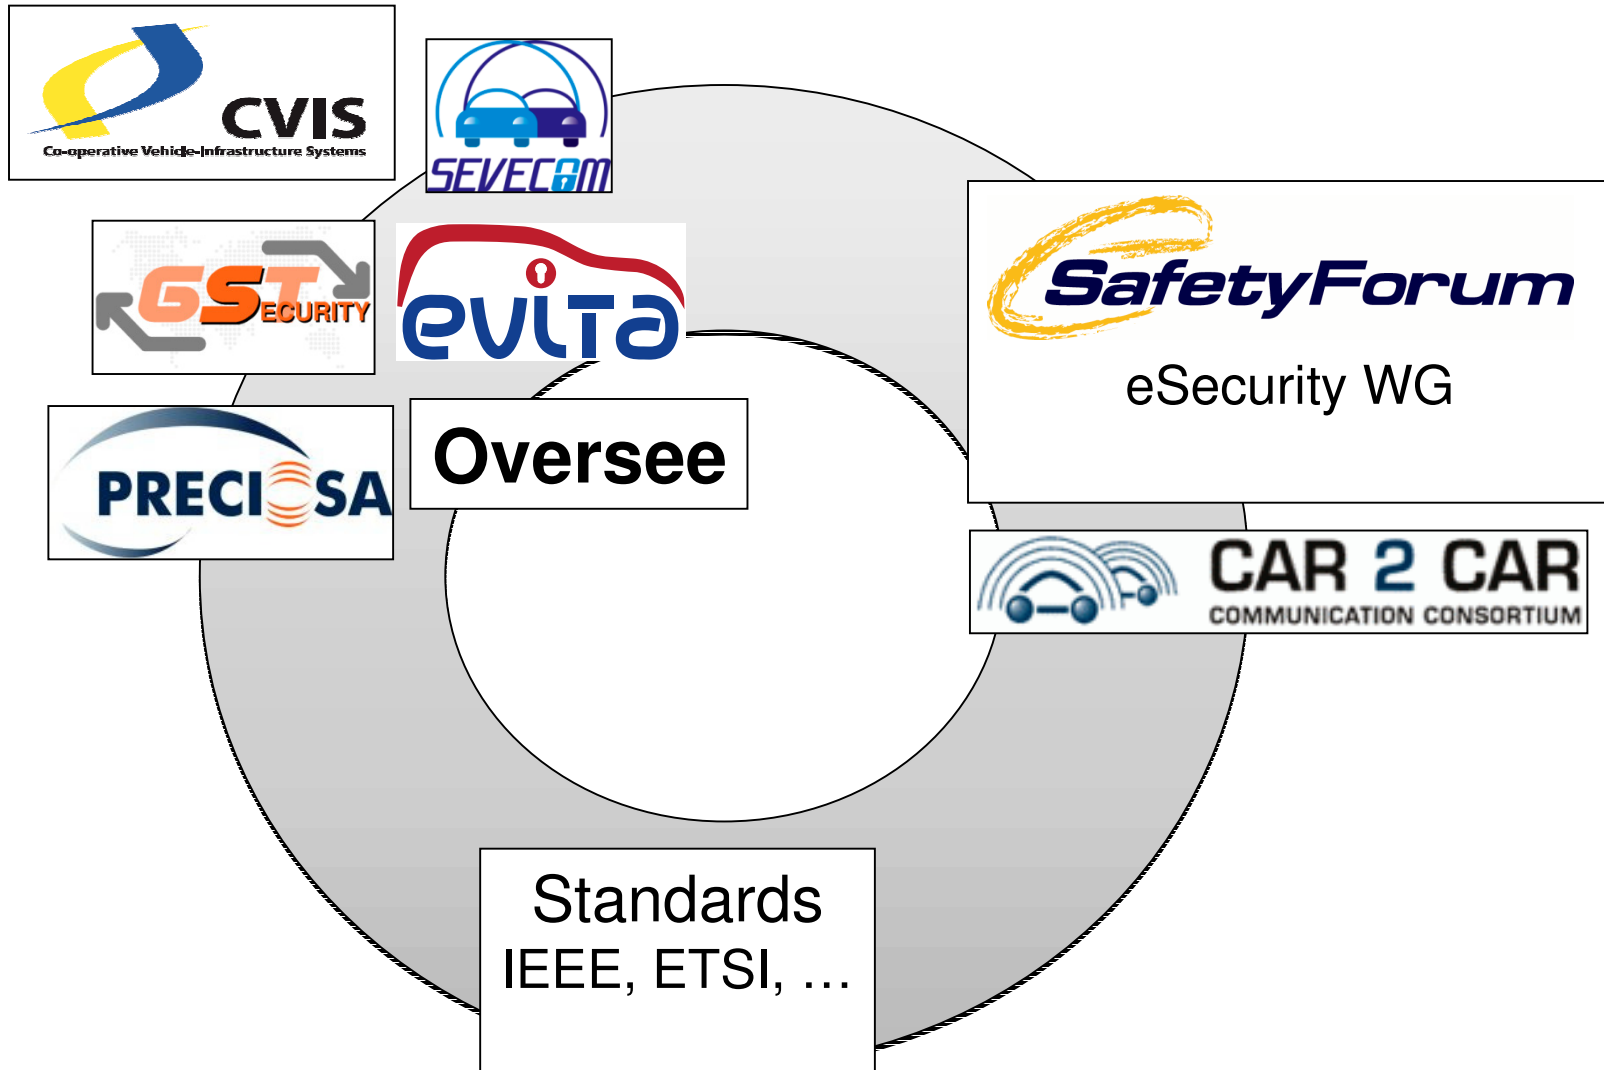 CVIS
Co-operative Vehicle-Infrastructure Systems
SEVECOM
GST
SECURITY
evita
PRECIOSA
Oversee
eSafetyForum
eSecurity WG
CAR 2 CAR
COMMUNICATION CONSORTIUM
Standards
IEEE, ETSI, …